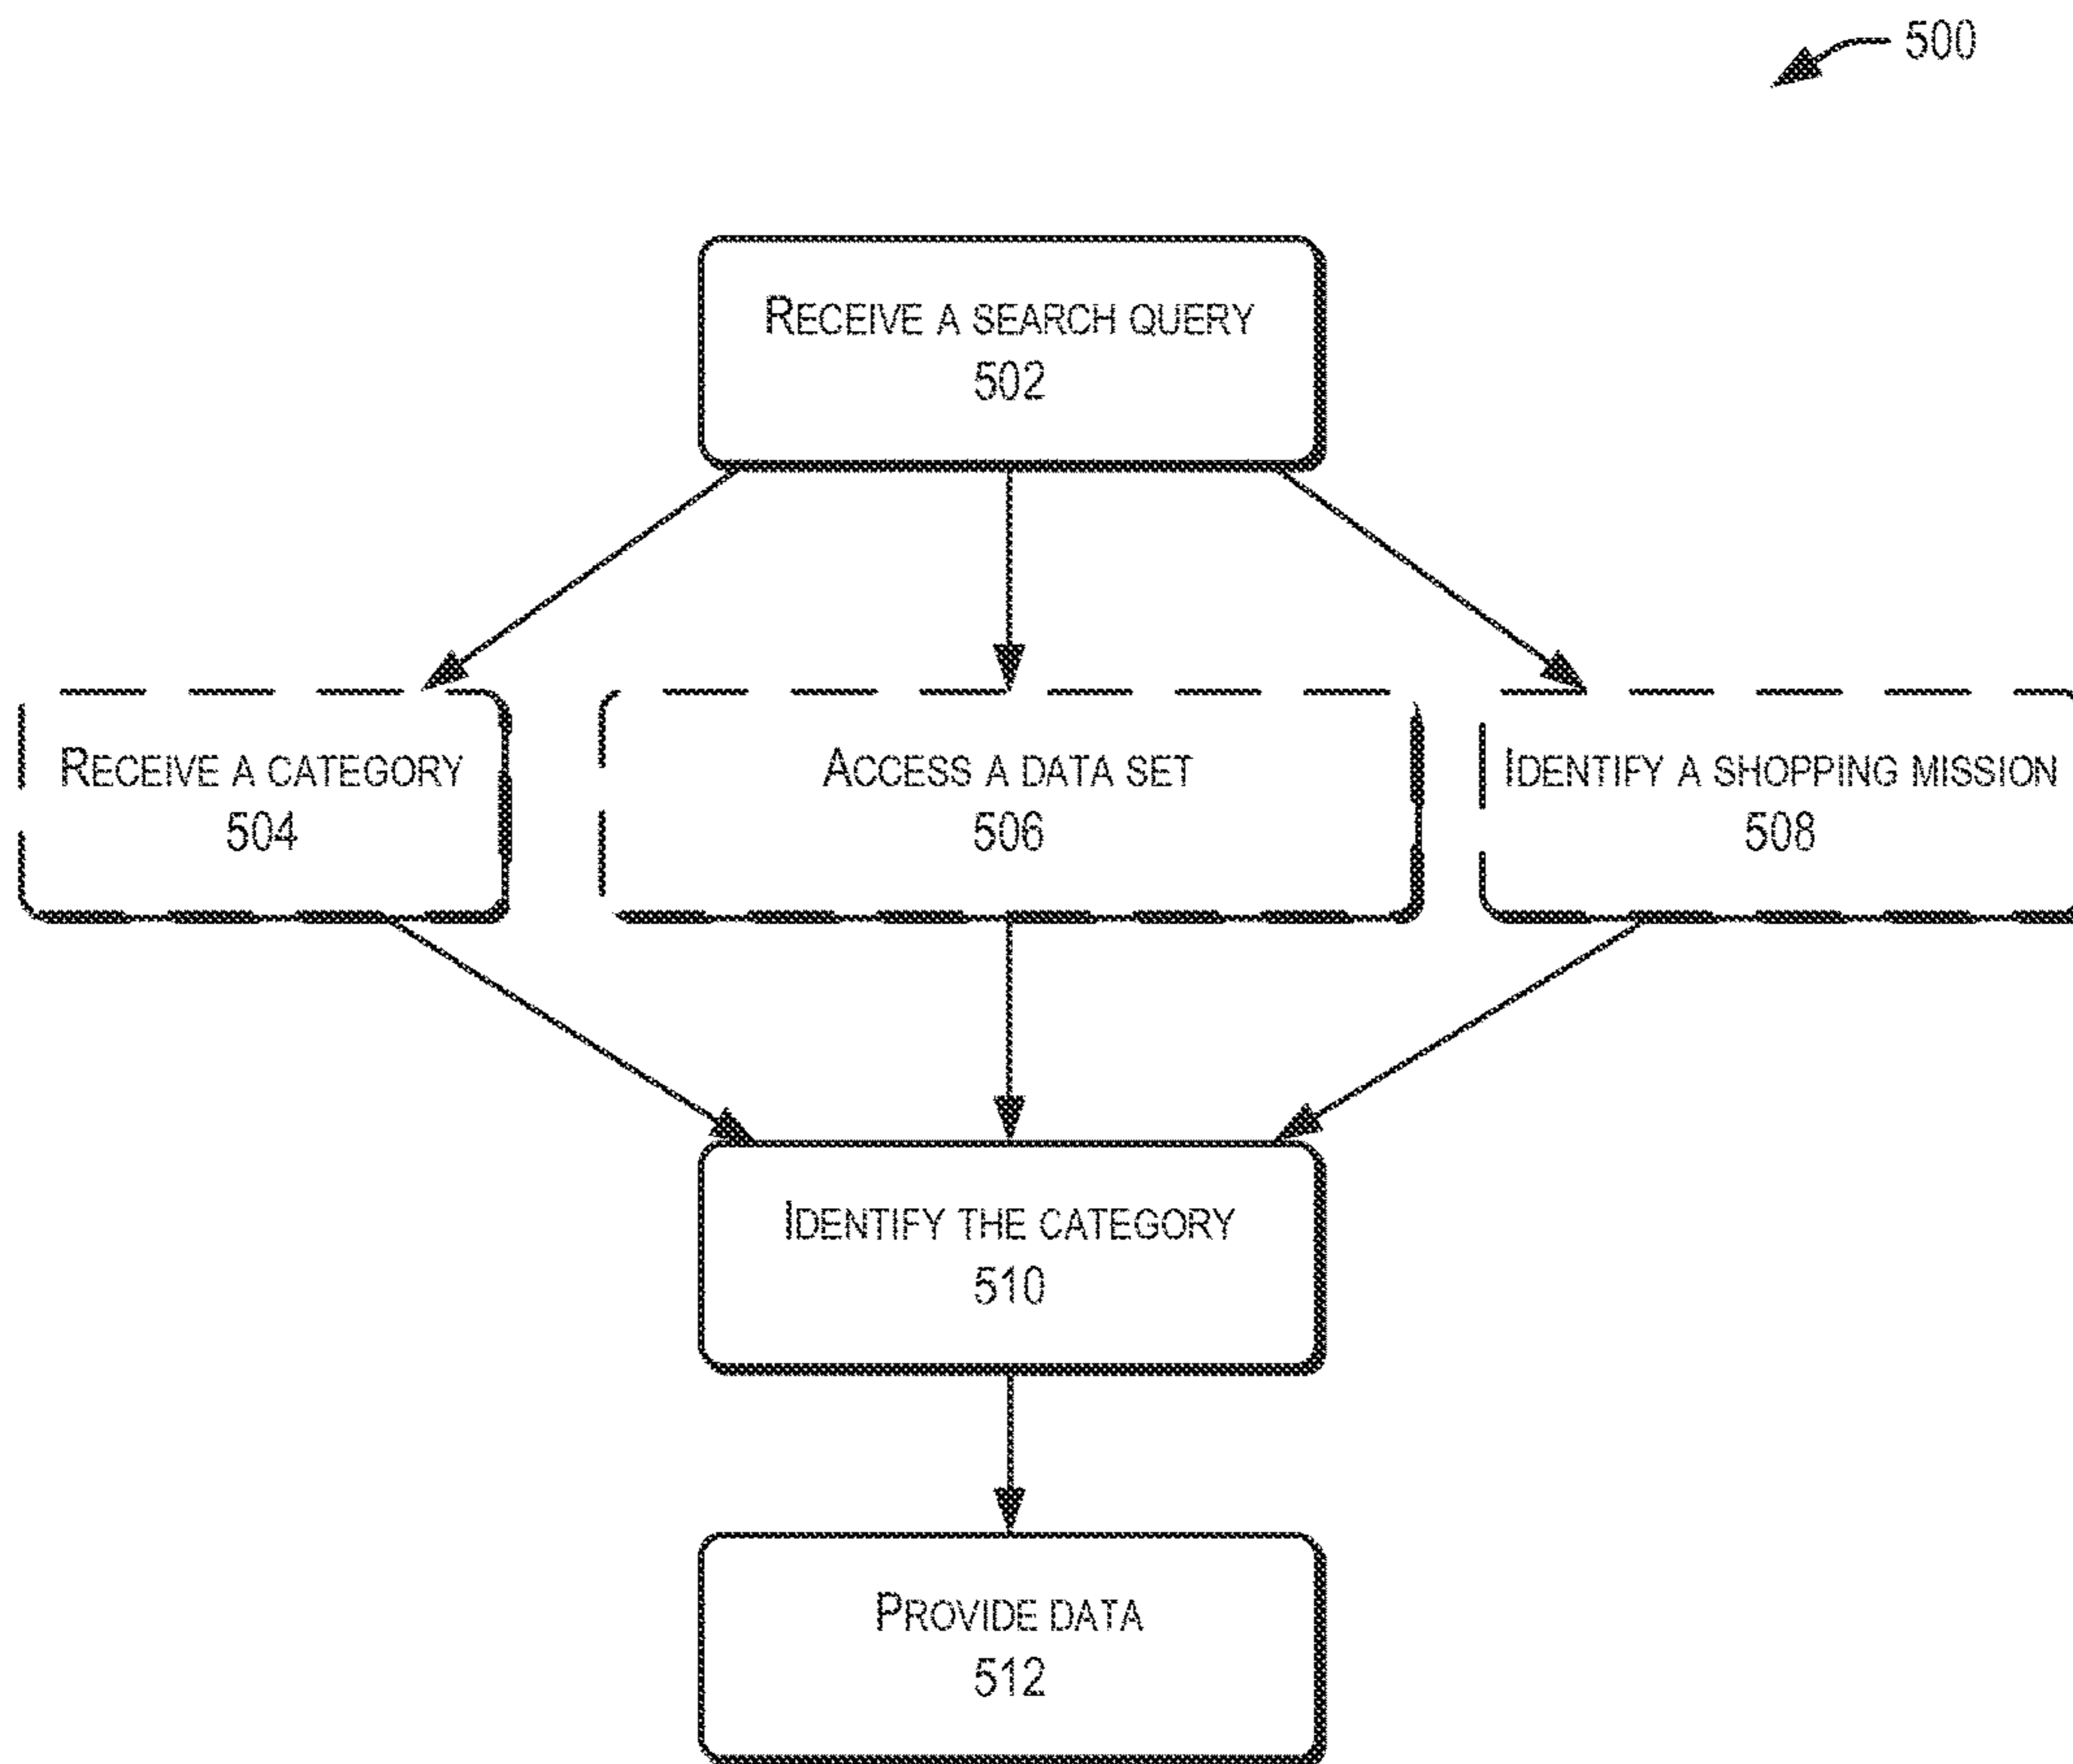 500
RECEIVE A SEARCH QUERY
502
RECEIVE A CATEGORY
504
ACCESS A DATA SET
506
IDENTIFY A SHOPPING MISSION
508
IDENTIFY THE CATEGORY
510
PROVIDE DATA
512